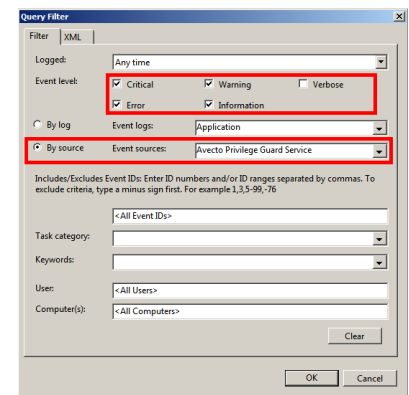 Query Filter
Filter XML
Logged: Any time
Event level: Critical Warning Verbose
Error Information
By log Event logs: Application
By source Event sources: Avecto Privilege Guard Service
Includes/Excludes Event IDs: Enter ID numbers and/or ID ranges separated by commas. To
exclude criteria, type a minus sign first. For example 1,3,5-99,-76
<All Event IDs>
Task category:
Keywords:
User: <All Users>
Computer(s): <All Computers>
Clear
OK Cancel